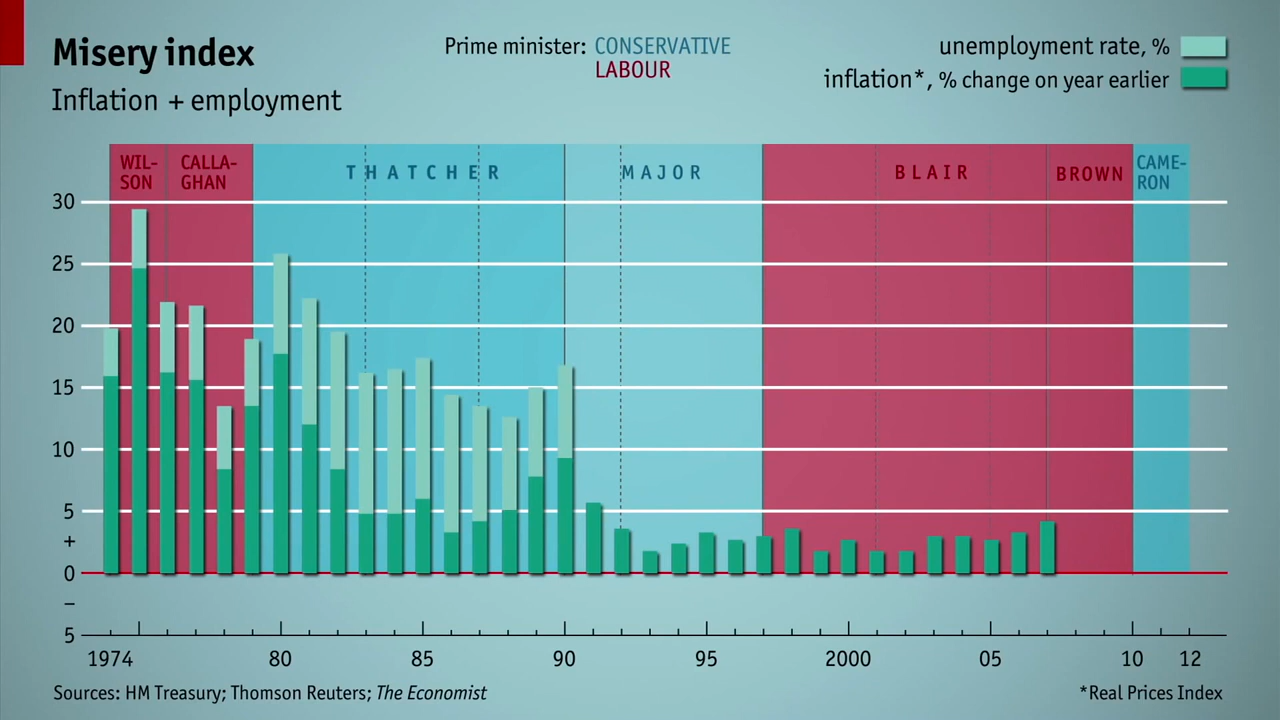 Misery index
Inflation + employment
Prime minister: CONSERVATIVE
LABOUR
unemployment rate, %
inflation*, % change on year earlier
WIL-
SON
CALLA-
GHAN
THATCHER
MAJOR
BLAIR
BROWN
CAME-
RON
30
25
20
15
10
5
+
0
–
5
1974 80 85 90 95 2000 05 10 12
Sources: HM Treasury; Thomson Reuters; The Economist
*Real Prices Index